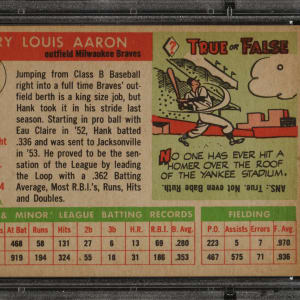 RY LOUIS AARON
outfield Milwaukee Braves
Jumping from Class B Baseball
right into a full time Braves' out-
field berth is a king size job, but
Hank took it in his stride last
season. Starting in pro ball with
Eau Claire in '52, Hank batted
.336 and was sent to Jacksonville
in '53. He proved to be the sen-
sation of the League by leading
the Loop with a .362 Batting
Average, Most R.B.I.'s, Runs, Hits
and Doubles.
ht
4
? TRUE OR FALSE
NO ONE HAS EVER HIT A
HOMER OVER THE ROOF
OF THE YANKEE STADIUM.
ANS. True. Not even Babe Ruth.
& MINOR LEAGUE BATTING RECORDS FIELDING
s At Bat Runs Hits 2b 3b H.R. R.B.I. B.Avg. P.O. Assists Errors F.Avg.
468 58 131 27 6 13 69 .280 223 5 7 .970
919 194 324 55 18 31 186 .353 71 .936